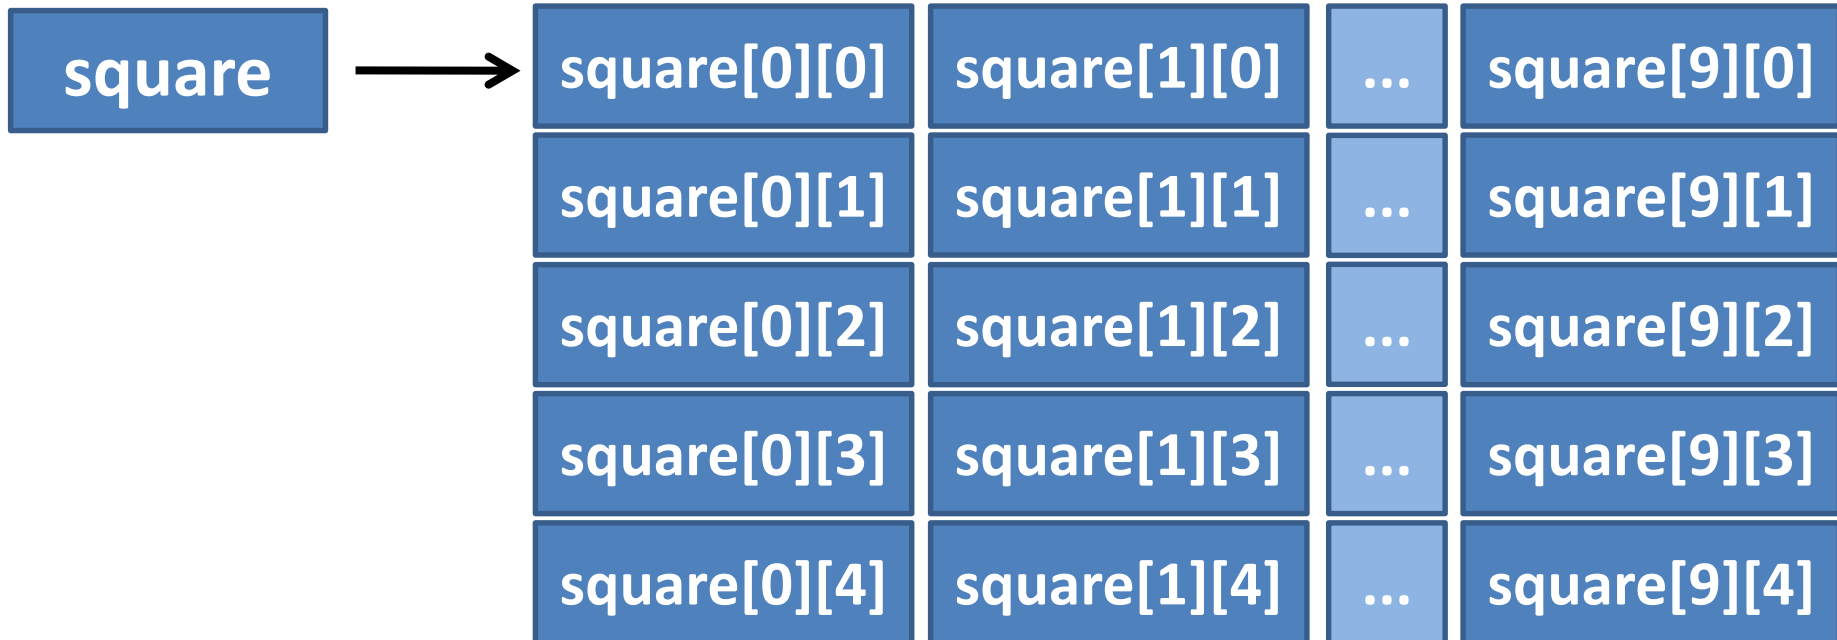 square square[0][0] square[1][0] ... square[9][0]
square[0][1] square[1][1] ... square[9][1]
square[0][2] square[1][2] ... square[9][2]
square[0][3] square[1][3] ... square[9][3]
square[0][4] square[1][4] ... square[9][4]